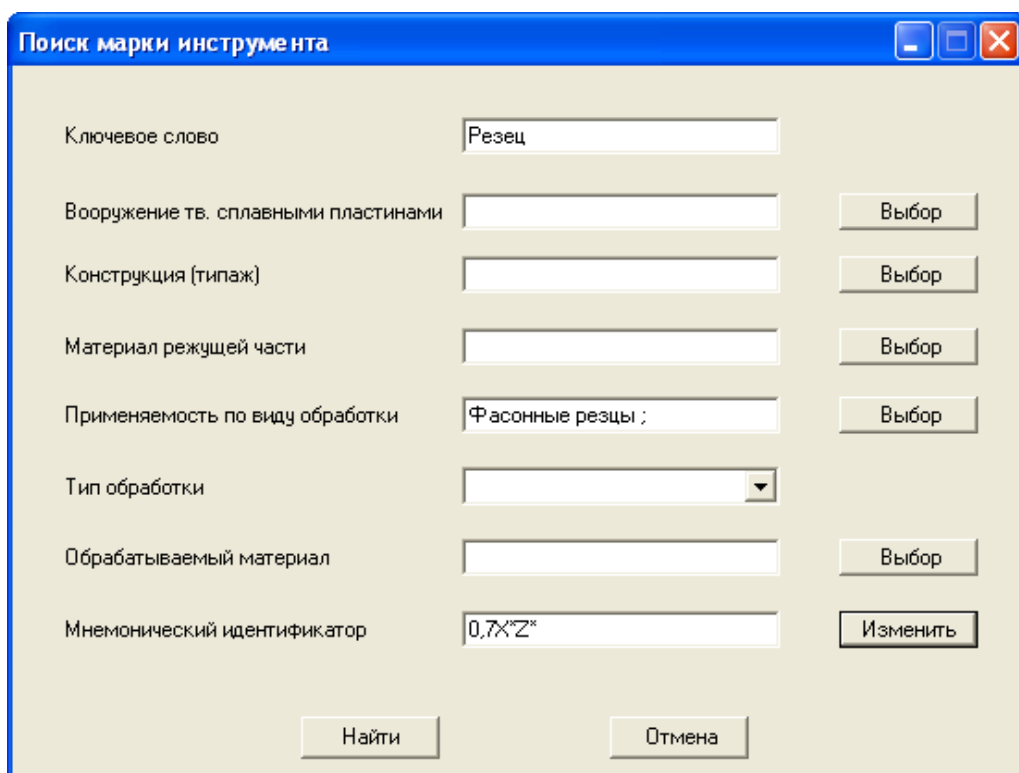 Поиск марки инструмента
Ключевое слово Резец
Вооружение тв. сплавными пластинами Выбор
Конструкция (типаж) Выбор
Материал режущей части Выбор
Применяемость по виду обработки Фасонные резцы ; Выбор
Тип обработки
Обрабатываемый материал Выбор
Мнемонический идентификатор 0,7X*Z* Изменить
Найти Отмена